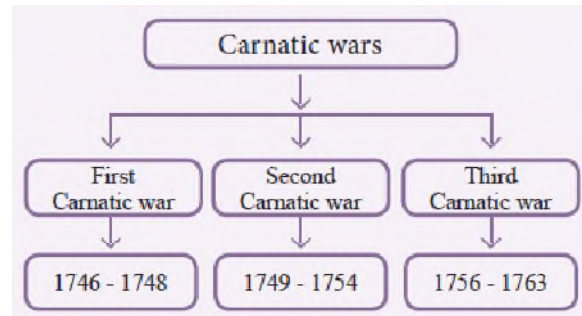 Carnatic wars
First
Carnatic war
Second
Carnatic war
Third
Carnatic war
1746 - 1748
1749 - 1754
1756 - 1763